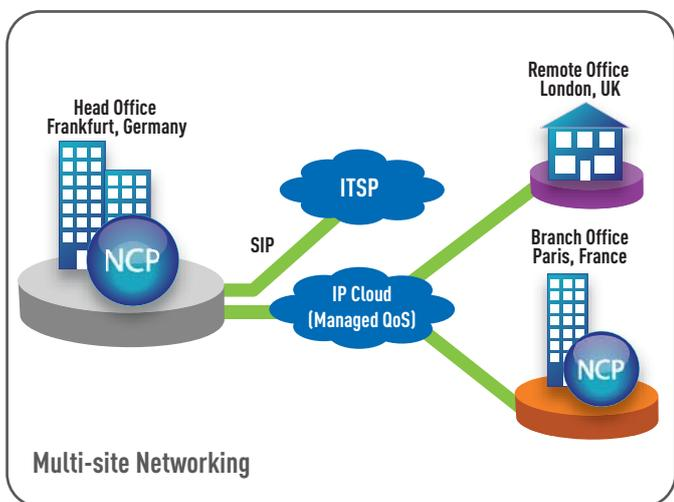 Head Office
Frankfurt, Germany
NCP
SIP
ITSP
IP Cloud
(Managed QoS)
Remote Office
London, UK
Branch Office
Paris, France
NCP
Multi-site Networking